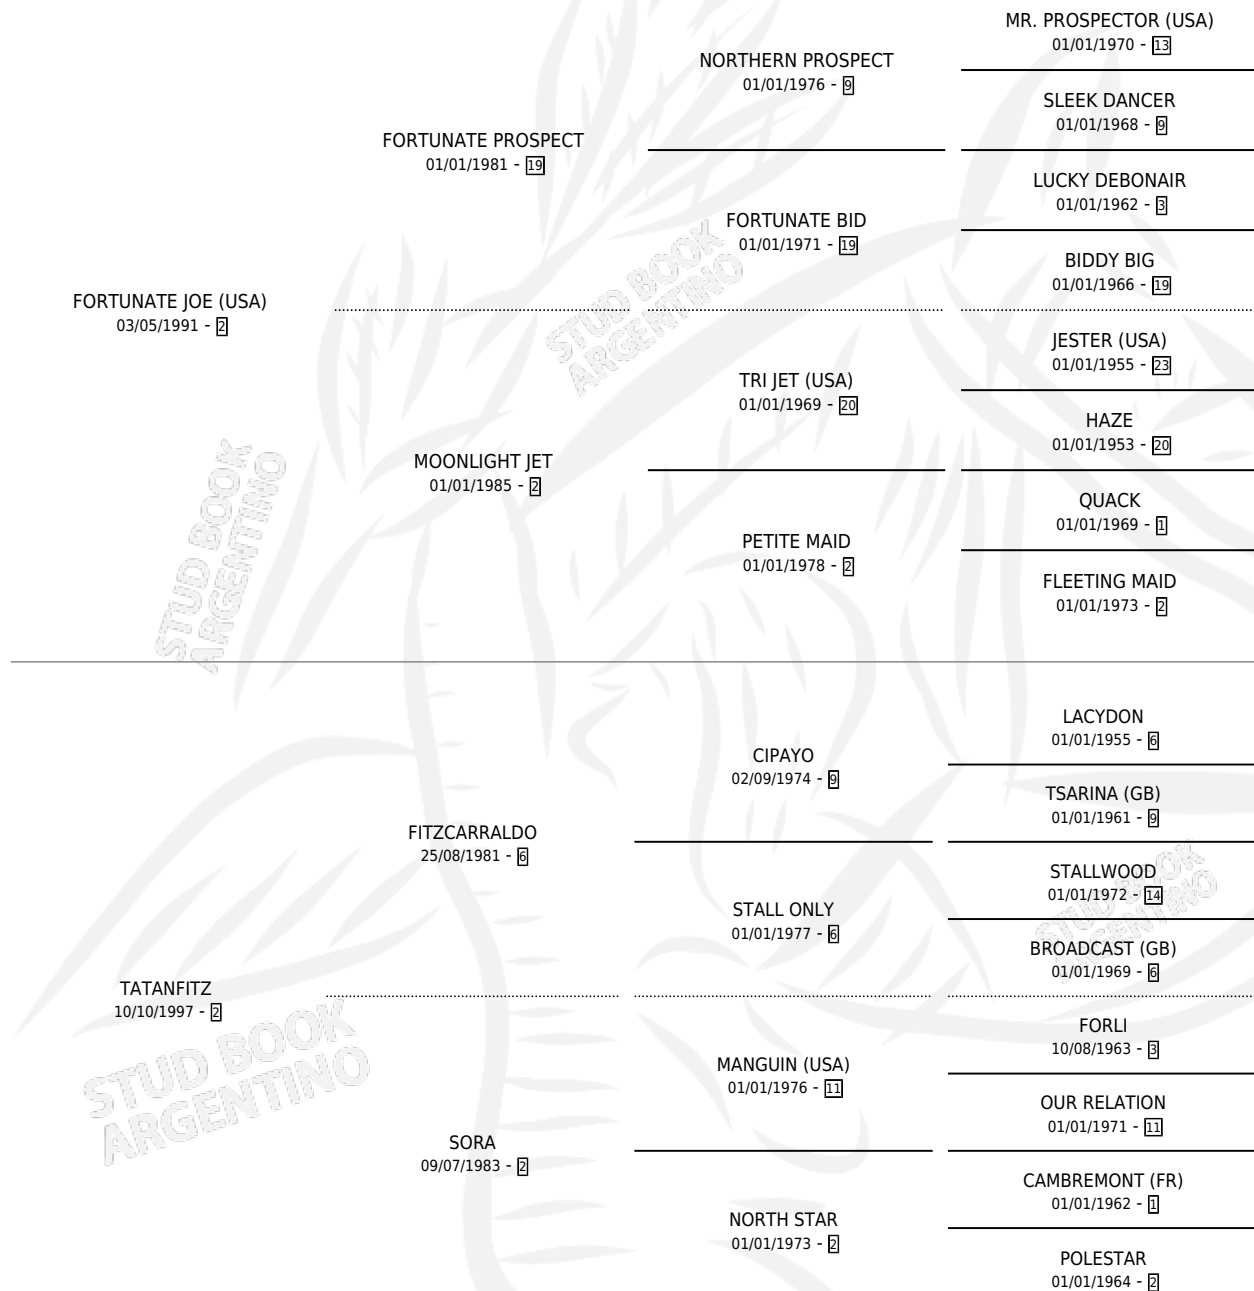 MR. PROSPECTOR (USA)
01/01/1970 - 13
NORTHERN PROSPECT
01/01/1976 - 9
SLEEK DANCER
01/01/1968 - 9
FORTUNATE PROSPECT
01/01/1981 - 19
LUCKY DEBONAIR
01/01/1962 - 3
FORTUNATE BID
01/01/1971 - 19
BIDDY BIG
01/01/1966 - 19
FORTUNATE JOE (USA)
03/05/1991 - 2
STUD BOOK
ARGENTINO
JESTER (USA)
01/01/1955 - 23
TRI JET (USA)
01/01/1969 - 20
HAZE
01/01/1953 - 20
MOONLIGHT JET
01/01/1985 - 2
QUACK
01/01/1969 - 1
PETITE MAID
01/01/1978 - 2
FLEETING MAID
01/01/1973 - 2
STUD BOOK
ARGENTINO
LACYDON
01/01/1955 - 6
CIPAYO
02/09/1974 - 9
TSARINA (GB)
01/01/1961 - 9
FITZCARRALDO
25/08/1981 - 6
STALLWOOD
01/01/1972 - 14
STALL ONLY
01/01/1977 - 6
BROADCAST (GB)
01/01/1969 - 6
STUD BOOK
ARGENTINO
TATANFITZ
10/10/1997 - 2
FORLI
10/08/1963 - 3
MANGUIN (USA)
01/01/1976 - 11
OUR RELATION
01/01/1971 - 11
STUD BOOK
ARGENTINO
SORA
09/07/1983 - 2
CAMBREMONT (FR)
01/01/1962 - 1
NORTH STAR
01/01/1973 - 2
POLESTAR
01/01/1964 - 2